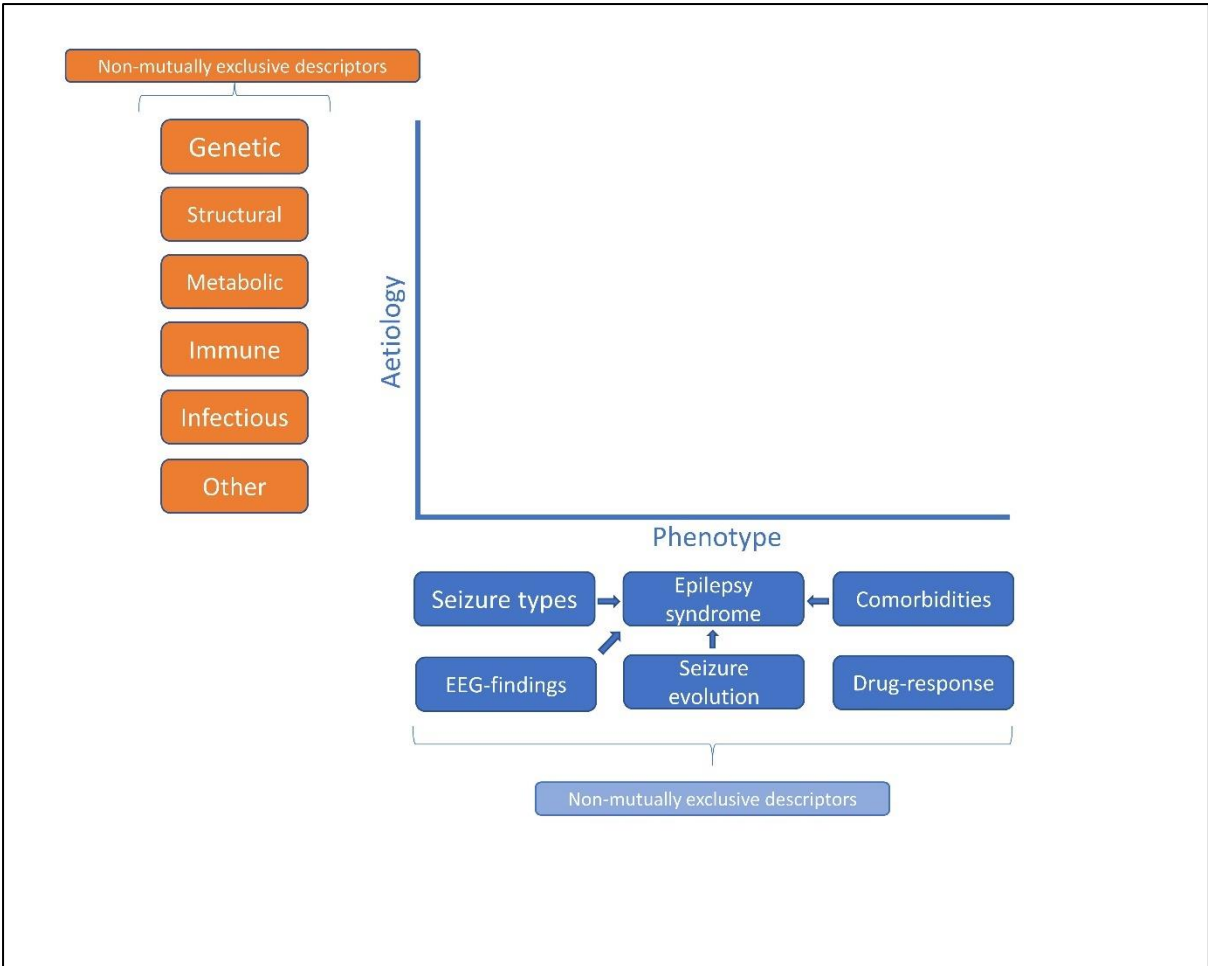 Non-mutually exclusive descriptors
Genetic
Structural
Metabolic
Immune
Infectious
Other
Aetiology
Phenotype
Seizure types
Epilepsy
syndrome
Comorbidities
EEG-findings
Seizure
evolution
Drug-response
Non-mutually exclusive descriptors